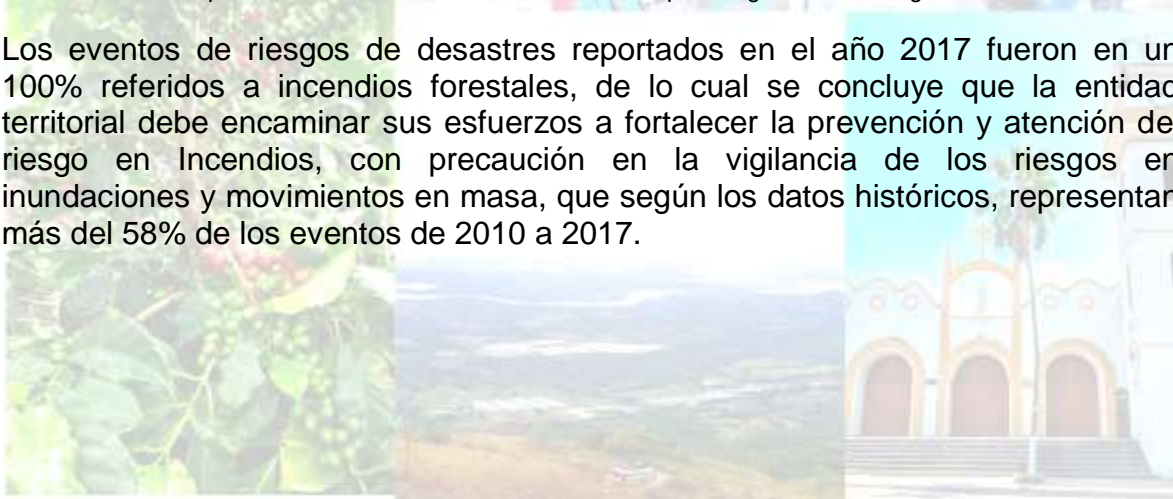 Los eventos de riesgos de desastres reportados en el año 2017 fueron en un
100% referidos a incendios forestales, de lo cual se concluye que la entidad
territorial debe encaminar sus esfuerzos a fortalecer la prevención y atención de
riesgo en Incendios, con precaución en la vigilancia de los riesgos en
inundaciones y movimientos en masa, que según los datos históricos, representan
más del 58% de los eventos de 2010 a 2017.